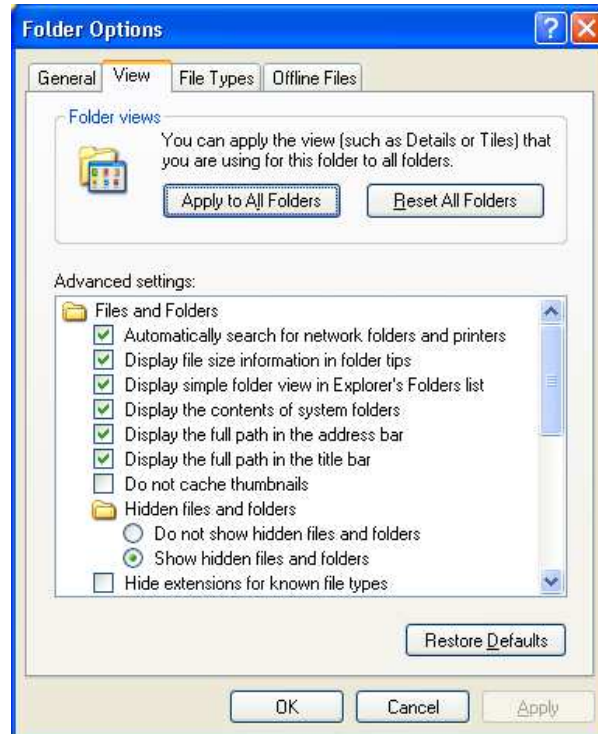 Folder Options
General View File Types Offline Files
Folder views
You can apply the view (such as Details or Tiles) that
you are using for this folder to all folders.
Apply to All Folders Reset All Folders
Advanced settings:
Files and Folders
Automatically search for network folders and printers
Display file size information in folder tips
Display simple folder view in Explorer's Folders list
Display the contents of system folders
Display the full path in the address bar
Display the full path in the title bar
Do not cache thumbnails
Hidden files and folders
Do not show hidden files and folders
Show hidden files and folders
Hide extensions for known file types
Restore Defaults
OK Cancel Apply